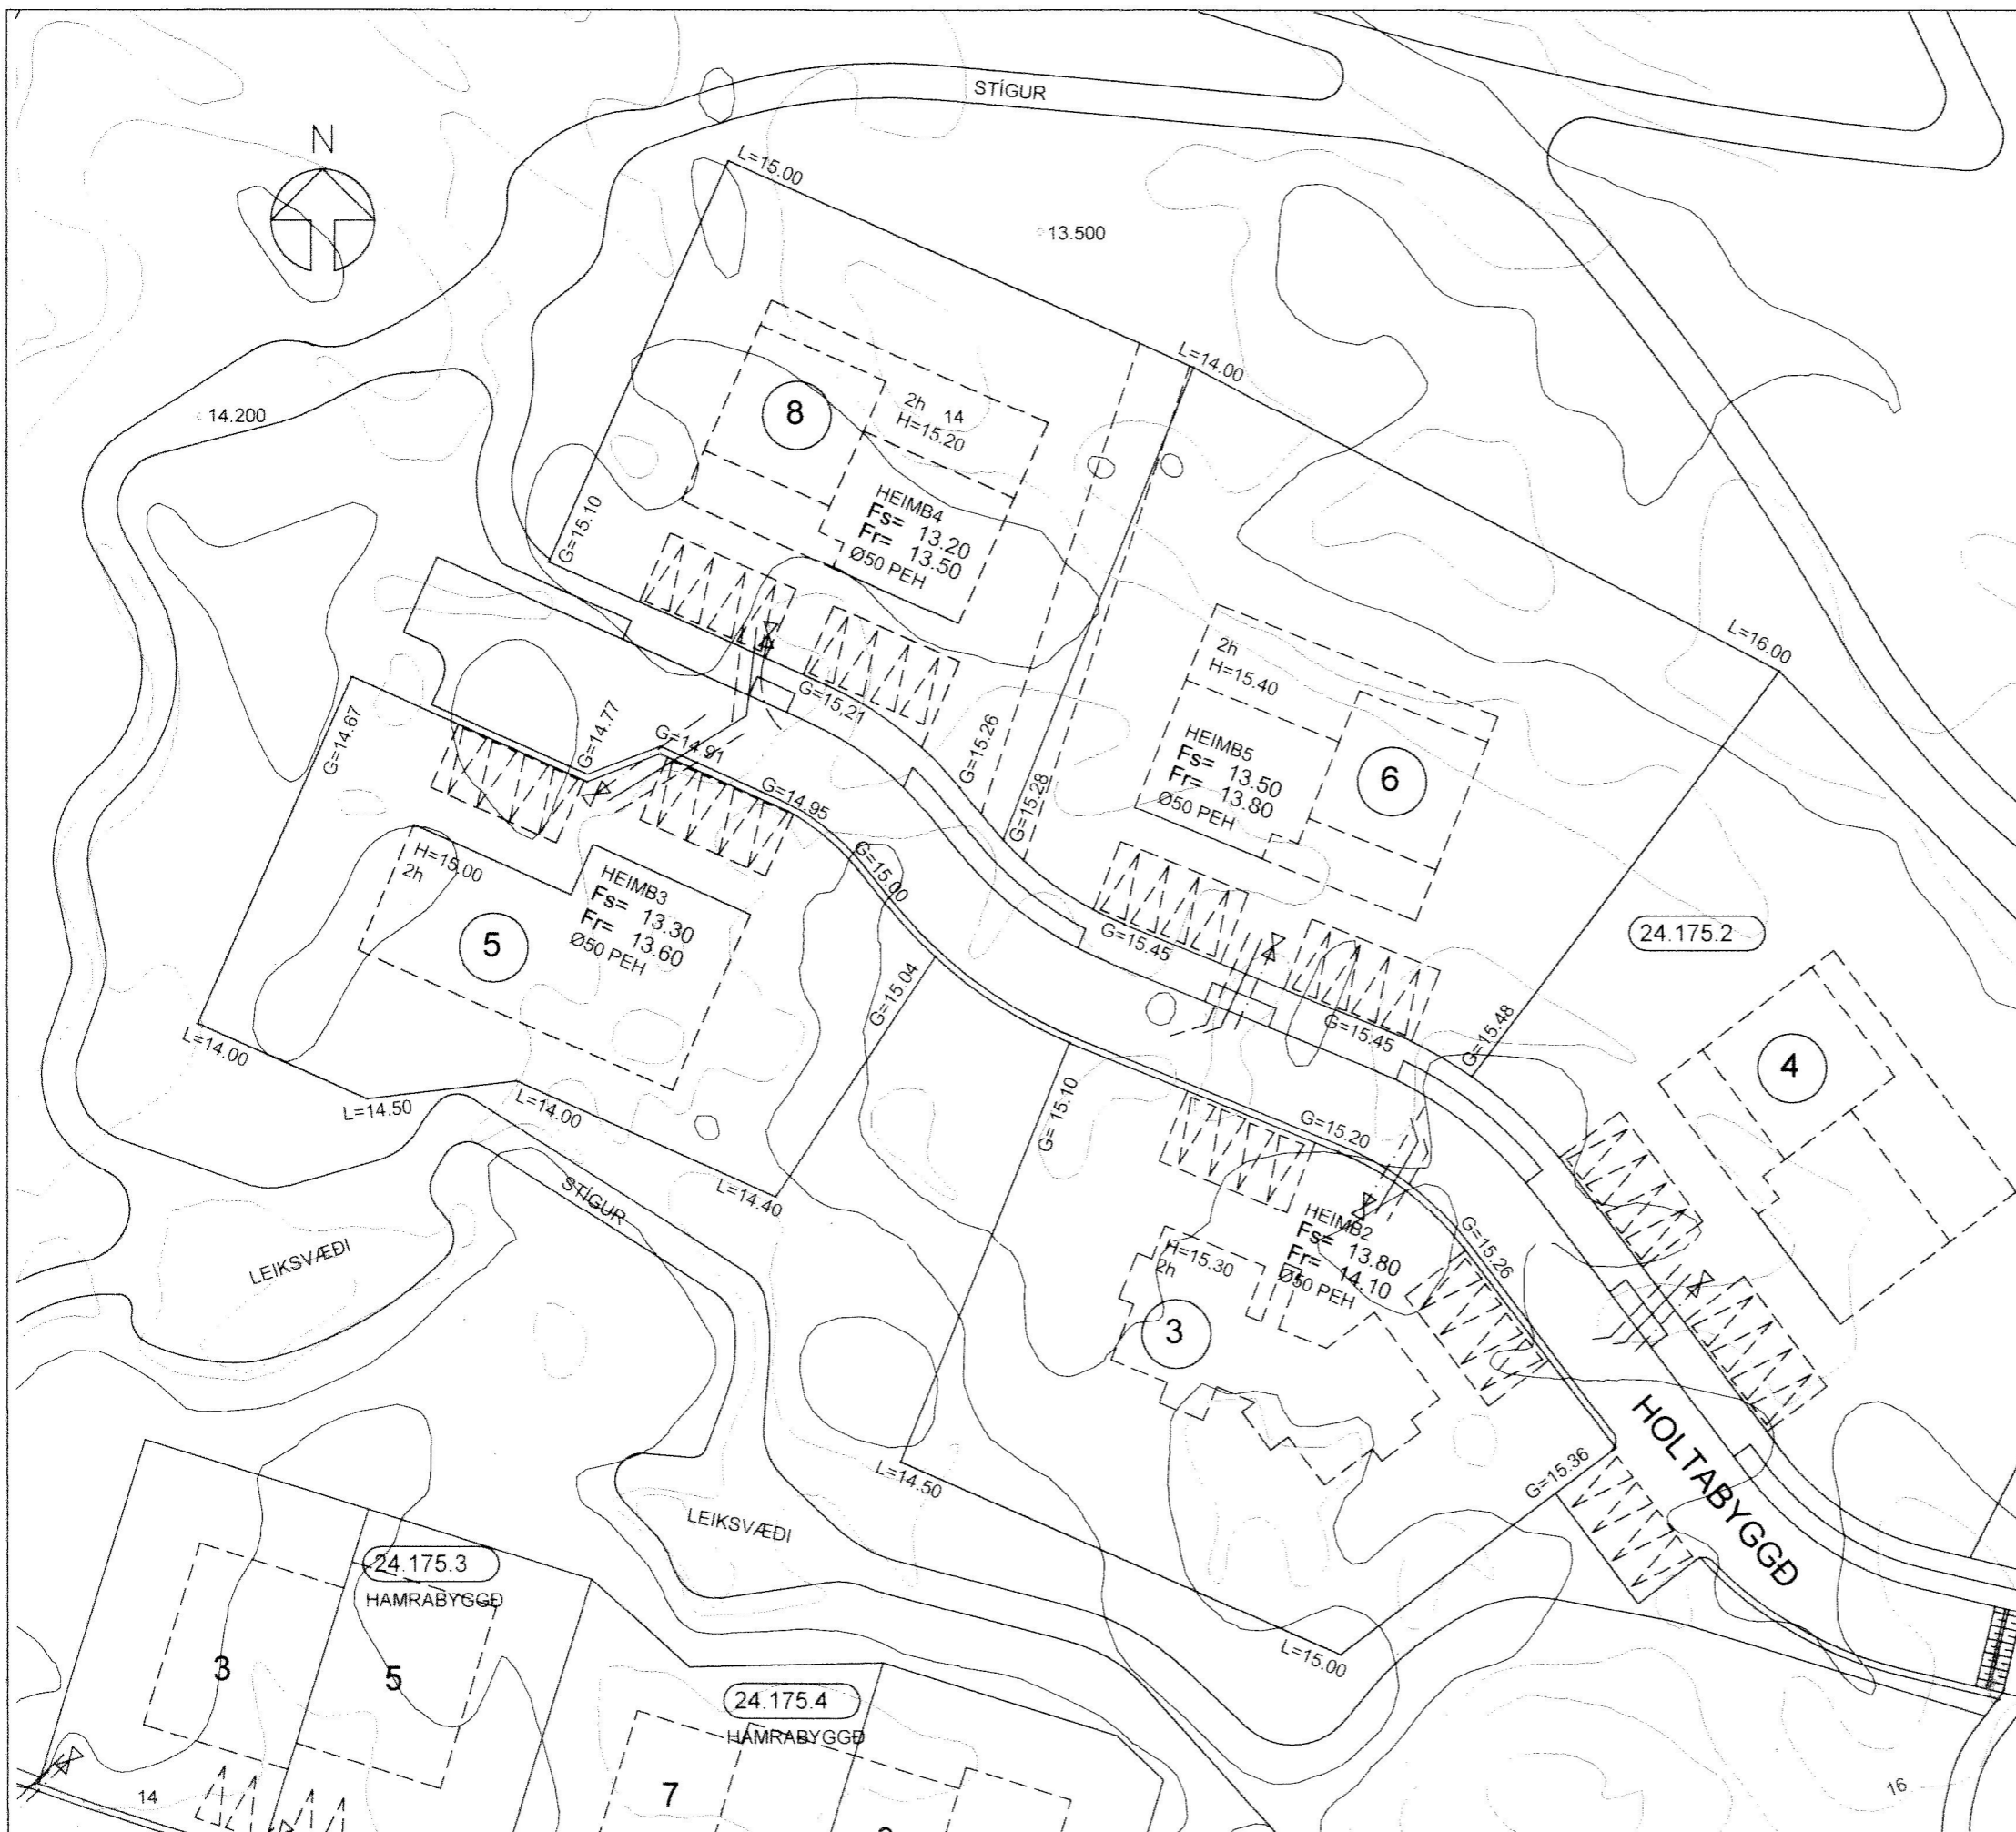 STÍGUR
N
L=15.00
13.500
L=14.00
14.200
8
2h 14
H=15.20
HEIMB4
Fs= 13.20
Fr= 13.50
Ø50 PEH
G=15.10
L=16.00
2h
H=15.40
HEIMB5
Fs= 13.50
Fr= 13.80
Ø50 PEH
6
G=14.67
G=14.77
G=14.91
G=15,21
G=15.26
G=15.28
G=14.95
G=15.00
H=15.00
2h
HEIMB3
Fs= 13.30
Fr= 13.60
Ø50 PEH
5
G=15.04
G=15.45
G=15.45
G=15.48
24.175.2
4
L=14.00
L=14.50
L=14.00
L=14.40
G=15.10
G=15.20
STÍGUR
LEIKSVÆÐI
HEIMB2
Fs= 13.80
Fr= 14.10
Ø50 PEH
H=15.30
2h
3
G=15.26
G=15.36
HOLTABYGGÐ
L=14.50
LEIKSVÆÐI
L=15.00
24.175.3
HAMRABYGGÐ
3
5
24.175.4
HAMRABYGGÐ
7
14
16